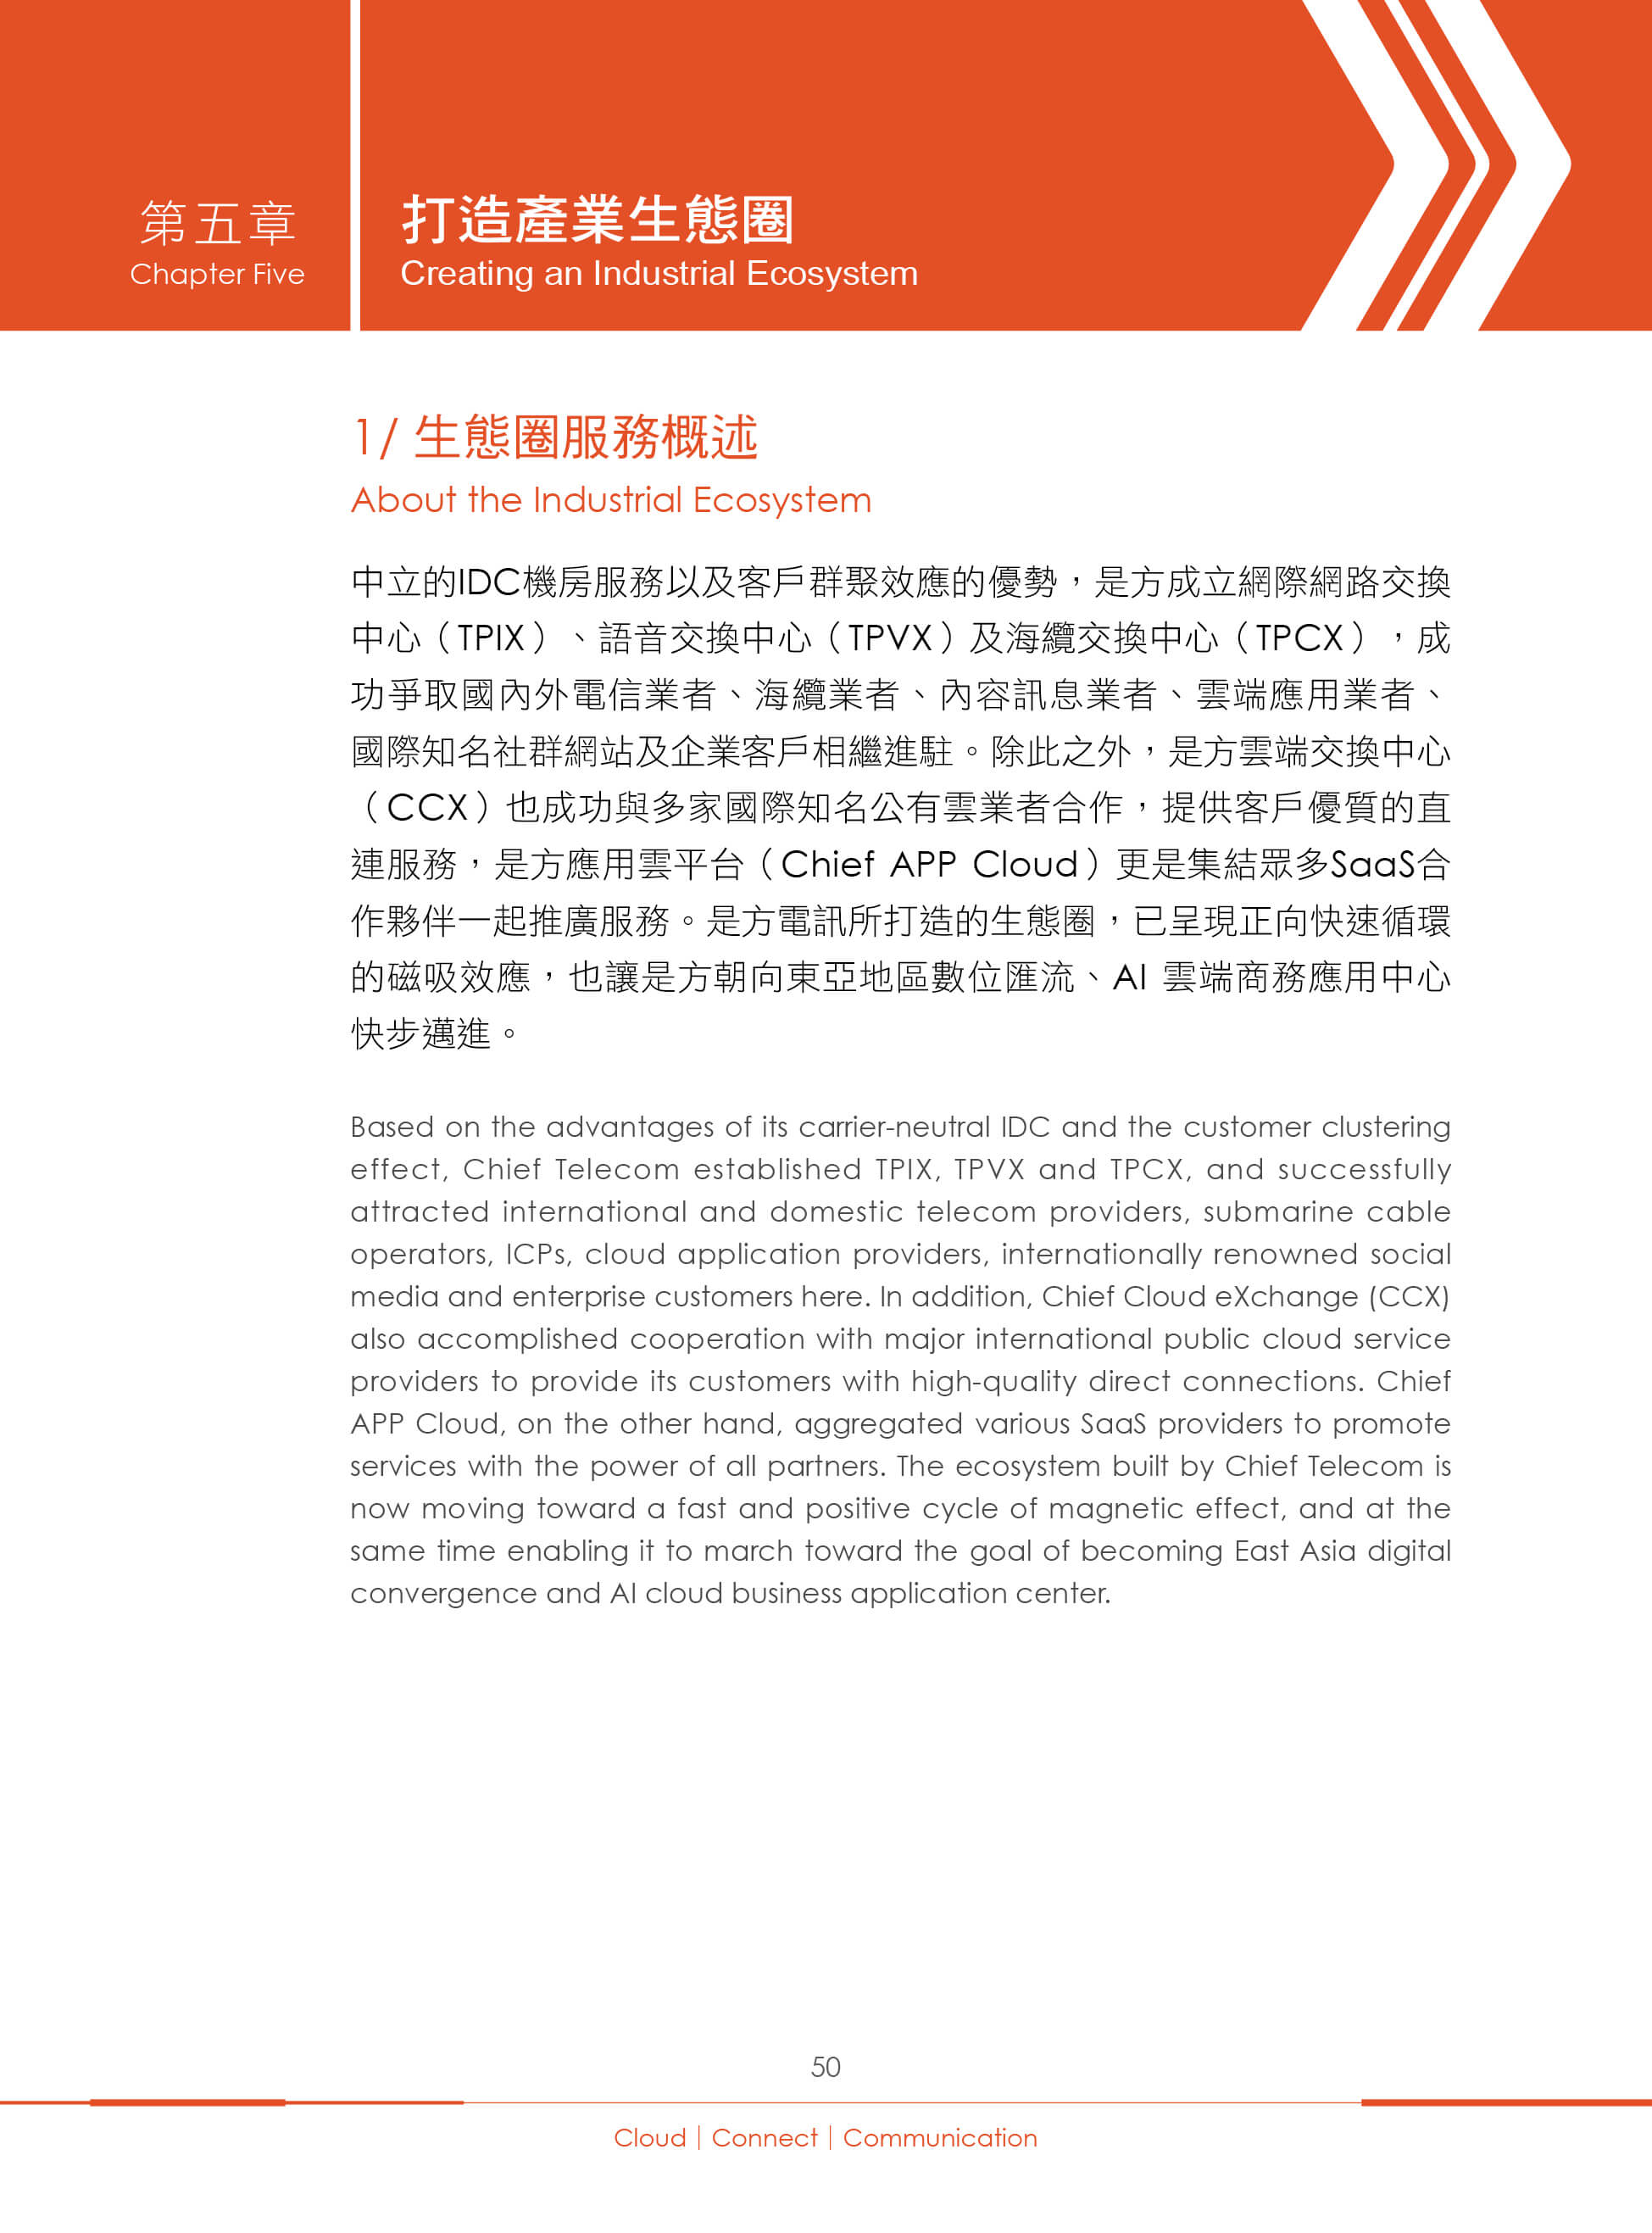 第五章
Chapter Five
打造產業生態圈
Creating an Industrial Ecosystem
1/ 生態圈服務概述
About the Industrial Ecosystem
中立的IDC機房服務以及客戶群聚效應的優勢，是方成立網際網路交換
中心（TPIX）、語音交換中心（TPVX）及海纜交換中心（TPCX），成
功爭取國內外電信業者、海纜業者、內容訊息業者、雲端應用業者、
國際知名社群網站及企業客戶相繼進駐。除此之外，是方雲端交換中心
（CCX）也成功與多家國際知名公有雲業者合作，提供客戶優質的直
連服務，是方應用雲平台（Chief APP Cloud）更是集結眾多SaaS合
作夥伴一起推廣服務。是方電訊所打造的生態圈，已呈現正向快速循環
的磁吸效應，也讓是方朝向東亞地區數位匯流、AI 雲端商務應用中心
快步邁進。
Based on the advantages of its carrier-neutral IDC and the customer clustering
effect, Chief Telecom established TPIX, TPVX and TPCX, and successfully
attracted international and domestic telecom providers, submarine cable
operators, ICPs, cloud application providers, internationally renowned social
media and enterprise customers here. In addition, Chief Cloud eXchange (CCX)
also accomplished cooperation with major international public cloud service
providers to provide its customers with high-quality direct connections. Chief
APP Cloud, on the other hand, aggregated various SaaS providers to promote
services with the power of all partners. The ecosystem built by Chief Telecom is
now moving toward a fast and positive cycle of magnetic effect, and at the
same time enabling it to march toward the goal of becoming East Asia digital
convergence and AI cloud business application center.
50
Cloud｜Connect｜Communication